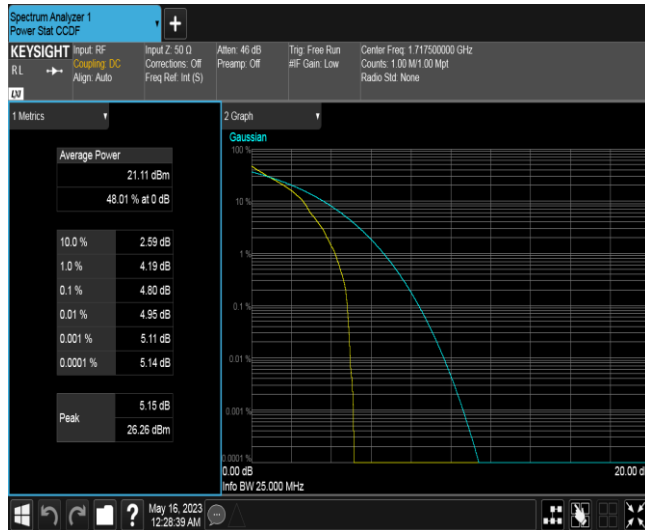 Spectrum Analyzer 1
Power Stat CCDF
+
KEYSIGHT
Input: RF
Input Z: 50 Ω
Atten: 46 dB
Trig: Free Run
Center Freq: 1.717500000 GHz
R L
Coupling: DC
Corrections: Off
Preamp: Off
#IF Gain: Low
Counts: 1.00 M/1.00 Mpt
Align: Auto
Freq Ref: Int (S)
Radio Std: None
LXI
1 Metrics
2 Graph
Gaussian
Average Power
21.11 dBm
48.01 % at 0 dB
10.0 % 2.59 dB
1.0 % 4.19 dB
0.1 % 4.80 dB
0.01 % 4.95 dB
0.001 % 5.11 dB
0.0001 % 5.14 dB
Peak
5.15 dB
26.26 dBm
100 %
10 %
1 %
0.1 %
0.01 %
0.001 %
0.0001 %
0.00 dB
20.00 d
Info BW 25.000 MHz
?
May 16, 2023
12:28:39 AM